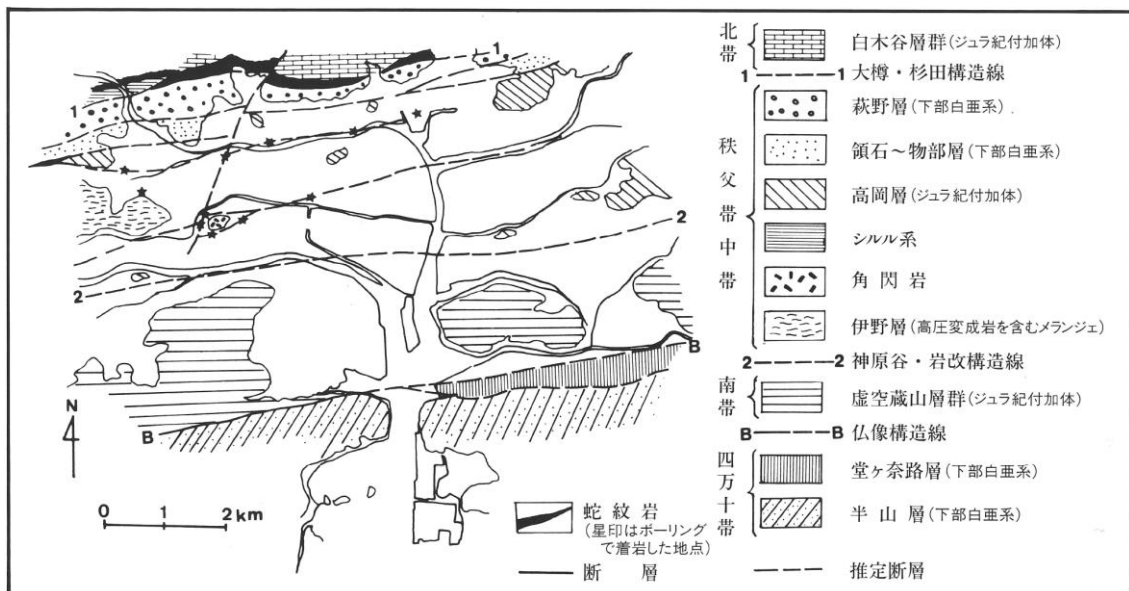 北帯
白木谷層群(ジュラ紀付加体)
1 1 大樽・杉田構造線
秩父帯中帯
萩野層(下部白亜系)
領石~物部層(下部白亜系)
高岡層(ジュラ紀付加体)
シルル系
角閃岩
伊野層(高圧変成岩を含むメランジェ)
2 2 神原谷・岩改構造線
南帯
虚空蔵山層群(ジュラ紀付加体)
B B 仏像構造線
四万十帯
堂ヶ奈路層(下部白亜系)
半山層(下部白亜系)
推定断層
蛇紋岩
(星印はボーリング
で着岩した地点)
断層
1
1
2
2
B
B
N
0 1 2km